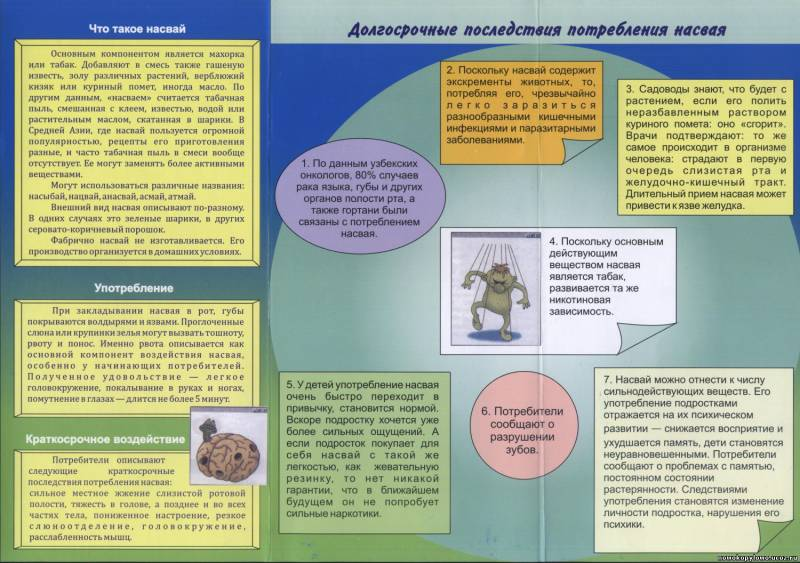 Что такое насвай
Основным компонентом является махорка
или табак. Добавляют в смесь также гашеную
известь, золу различных растений, верблюжий
кизяк или куриный помет, иногда масло. По
другим данным, «насваем» считается табачная
пыль, смешанная с клеем, известью, водой или
растительным маслом, скатанная в шарики. В
Средней Азии, где насвай пользуется огромной
популярностью, рецепты его приготовления
разные, и часто табачная пыль в смеси вообще
отсутствует. Ее могут заменять более активными
веществами.
Могут использоваться различные названия:
насыбай, нацвай, анасвай, асмай, атмай.
Внешний вид насвая описывают по-разному.
В одних случаях это зеленые шарики, в других
серовато-коричневый порошок.
Фабрично насвай не изготавливается. Его
производство организуется в домашних условиях.
Употребление
При закладывании насвая в рот, губы
покрываются волдырями и язвами. Проглоченные
слюна или крупинки зелья могут вызвать тошноту,
рвоту и понос. Именно рвота описывается как
основной компонент воздействия насвая,
особенно у начинающих потребителей.
Полученное удовольствие — легкое
головокружение, покалывание в руках и ногах,
помутнение в глазах — длится не более 5 минут.
Краткосрочное воздействие
Потребители описывают
следующие краткосрочные
последствия потребления насвая:
сильное местное жжение слизистой ротовой
полости, тяжесть в голове, а позднее и во всех
частях тела, пониженное настроение, резкое
слюноотделение, головокружение,
расслабленность мышц.
Долгосрочные последствия потребления насвая
1. По данным узбекских
онкологов, 80% случаев
рака языка, губы и других
органов полости рта, а
также гортани были
связаны с потреблением
насвая.
2. Поскольку насвай содержит
экскременты животных, то,
потребляя его, чрезвычайно
легко заразиться
разнообразными кишечными
инфекциями и паразитарными
заболеваниями.
3. Садоводы знают, что будет с
растением, если его полить
неразбавленным раствором
куриного помета: оно «сгорит».
Врачи подтверждают: то же
самое происходит в организме
человека: страдают в первую
очередь слизистая рта и
желудочно-кишечный тракт.
Длительный прием насвая может
привести к язве желудка.
4. Поскольку основным
действующим
веществом насвая
является табак,
развивается та же
никотиновая
зависимость.
5. У детей употребление насвая
очень быстро переходит в
привычку, становится нормой.
Вскоре подростку хочется уже
более сильных ощущений. А
если подросток покупает для
себя насвай с такой же
легкостью, как жевательную
резинку, то нет никакой
гарантии, что в ближайшем
будущем он не попробует
сильные наркотики.
6. Потребители
сообщают о
разрушении
зубов.
7. Насвай можно отнести к числу
сильнодействующих веществ. Его
употребление подростками
отражается на их психическом
развитии — снижается восприятие и
ухудшается память, дети становятся
неуравновешенными. Потребители
сообщают о проблемах с памятью,
постоянном состоянии
растерянности. Следствиями
употребления становятся изменение
личности подростка, нарушения его
психики.
nomokopylowo.ucoz.ru